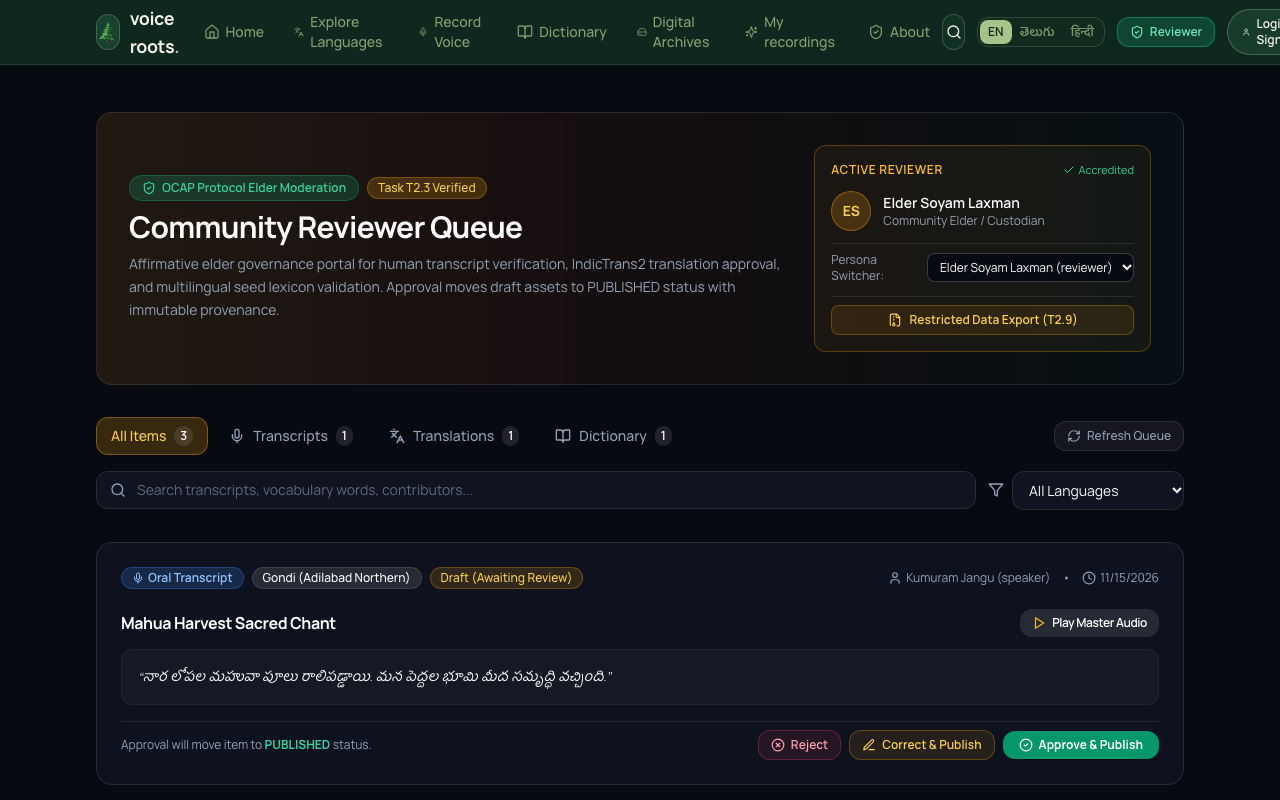 voice roots.
Home
Explore Languages
Record Voice
Dictionary
Digital Archives
My recordings
About
EN తెలుగు हिन्दी
Reviewer
OCAP Protocol Elder Moderation
Task T2.3 Verified
Community Reviewer Queue
Affirmative elder governance portal for human transcript verification, IndicTrans2 translation approval,
and multilingual seed lexicon validation. Approval moves draft assets to PUBLISHED status with
immutable provenance.
ACTIVE REVIEWER
Accredited
ES
Elder Soyam Laxman
Community Elder / Custodian
Persona Switcher:
Elder Soyam Laxman (reviewer)
Restricted Data Export (T2.9)
All Items 3
Transcripts 1
Translations 1
Dictionary 1
Refresh Queue
Search transcripts, vocabulary words, contributors...
All Languages
Oral Transcript
Gondi (Adilabad Northern)
Draft (Awaiting Review)
Kumuram Jangu (speaker) • 11/15/2026
Mahua Harvest Sacred Chant
Play Master Audio
“నార లోపల మహువా పూలు రాలిపడ్డాయి. మన పెద్దల భూమి మీద సమృద్ధి వచ్చింది.”
Approval will move item to PUBLISHED status.
Reject
Correct & Publish
Approve & Publish